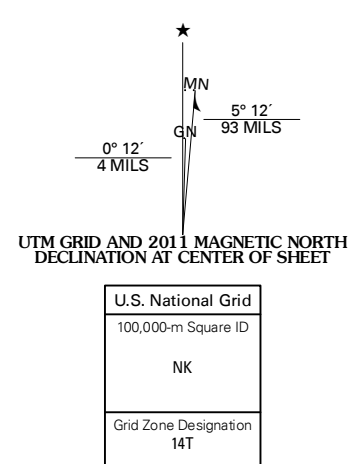 MN
5° 12´
93 MILS
GN
0° 12´
4 MILS
UTM GRID AND 2011 MAGNETIC NORTH
DECLINATION AT CENTER OF SHEET
U.S. National Grid
100,000-m Square ID
NK
Grid Zone Designation
14T